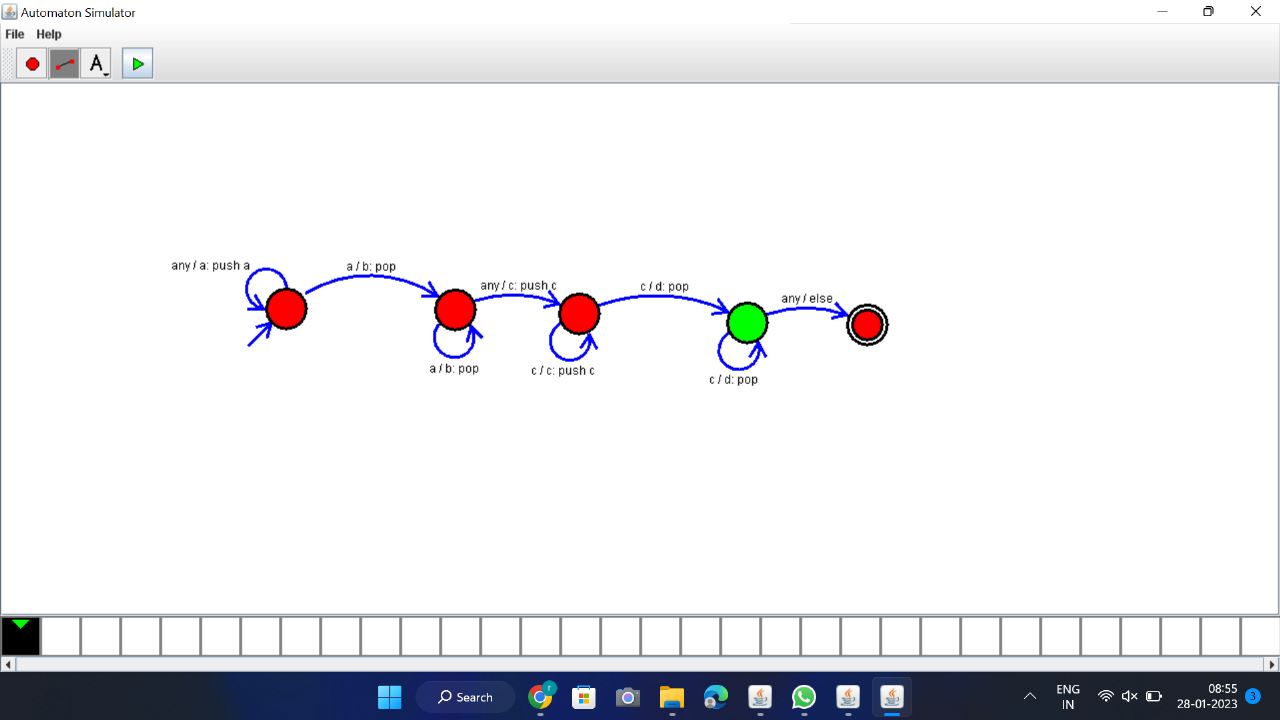 Automaton Simulator
File Help
A
any / a: push a
a / b: pop
any / c: push c
c / d: pop
any / else
a / b: pop
c / c: push c
c / d: pop
Search
ENG
IN
08:55
28-01-2023
3